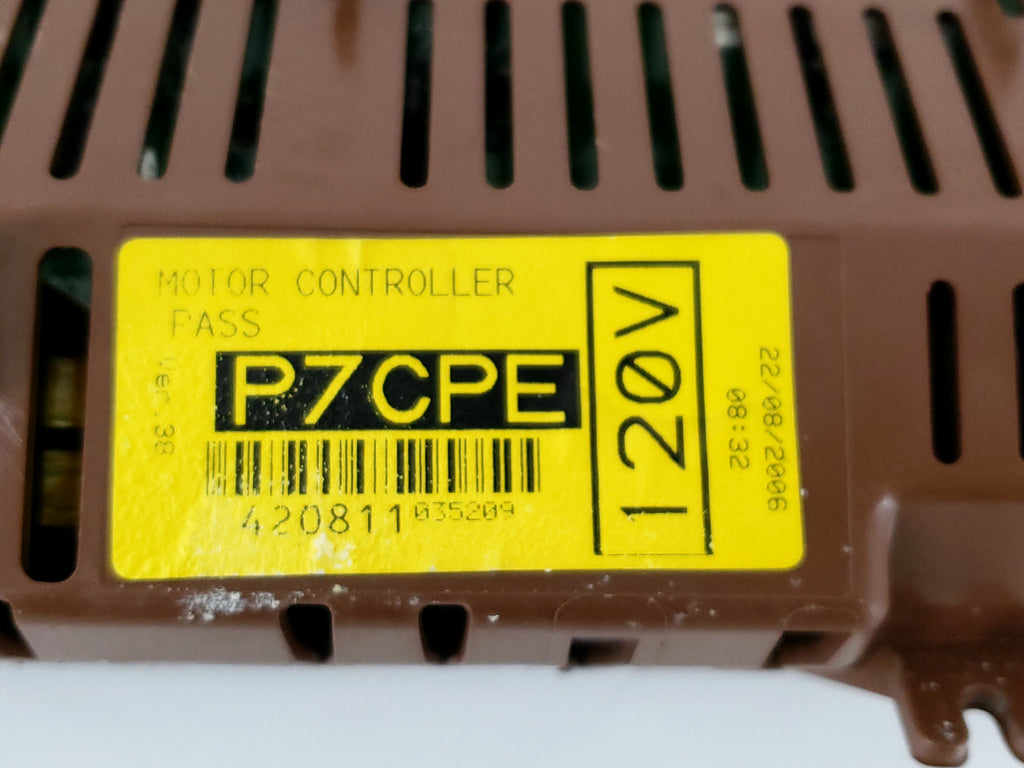 MOTOR CONTROLLER
PASS
Ver.38
P7CPE
420811 035209
120V
22/08/2006
08:32